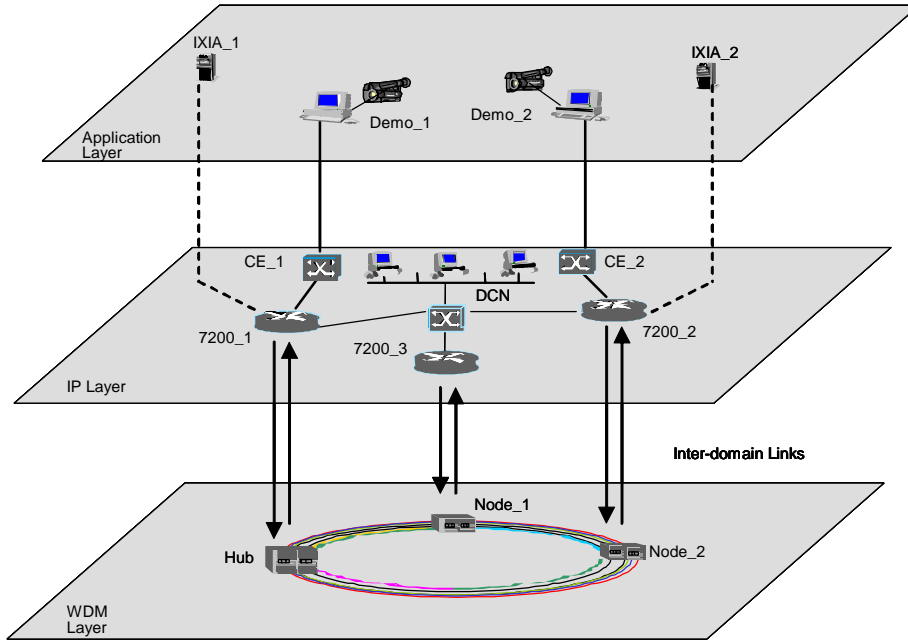 IXIA_1
IXIA_2
Demo_1
Demo_2
Application
Layer
CE_1
CE_2
DCN
7200_1
7200_2
7200_3
IP Layer
Inter-domain Links
Node_1
Hub
Node_2
WDM
Layer